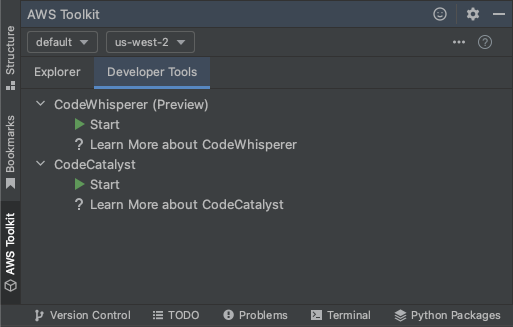 AWS Toolkit
default us-west-2
Explorer Developer Tools
CodeWhisperer (Preview)
Start
? Learn More about CodeWhisperer
CodeCatalyst
Start
? Learn More about CodeCatalyst
Structure
Bookmarks
AWS Toolkit
Version Control TODO Problems Terminal Python Packages